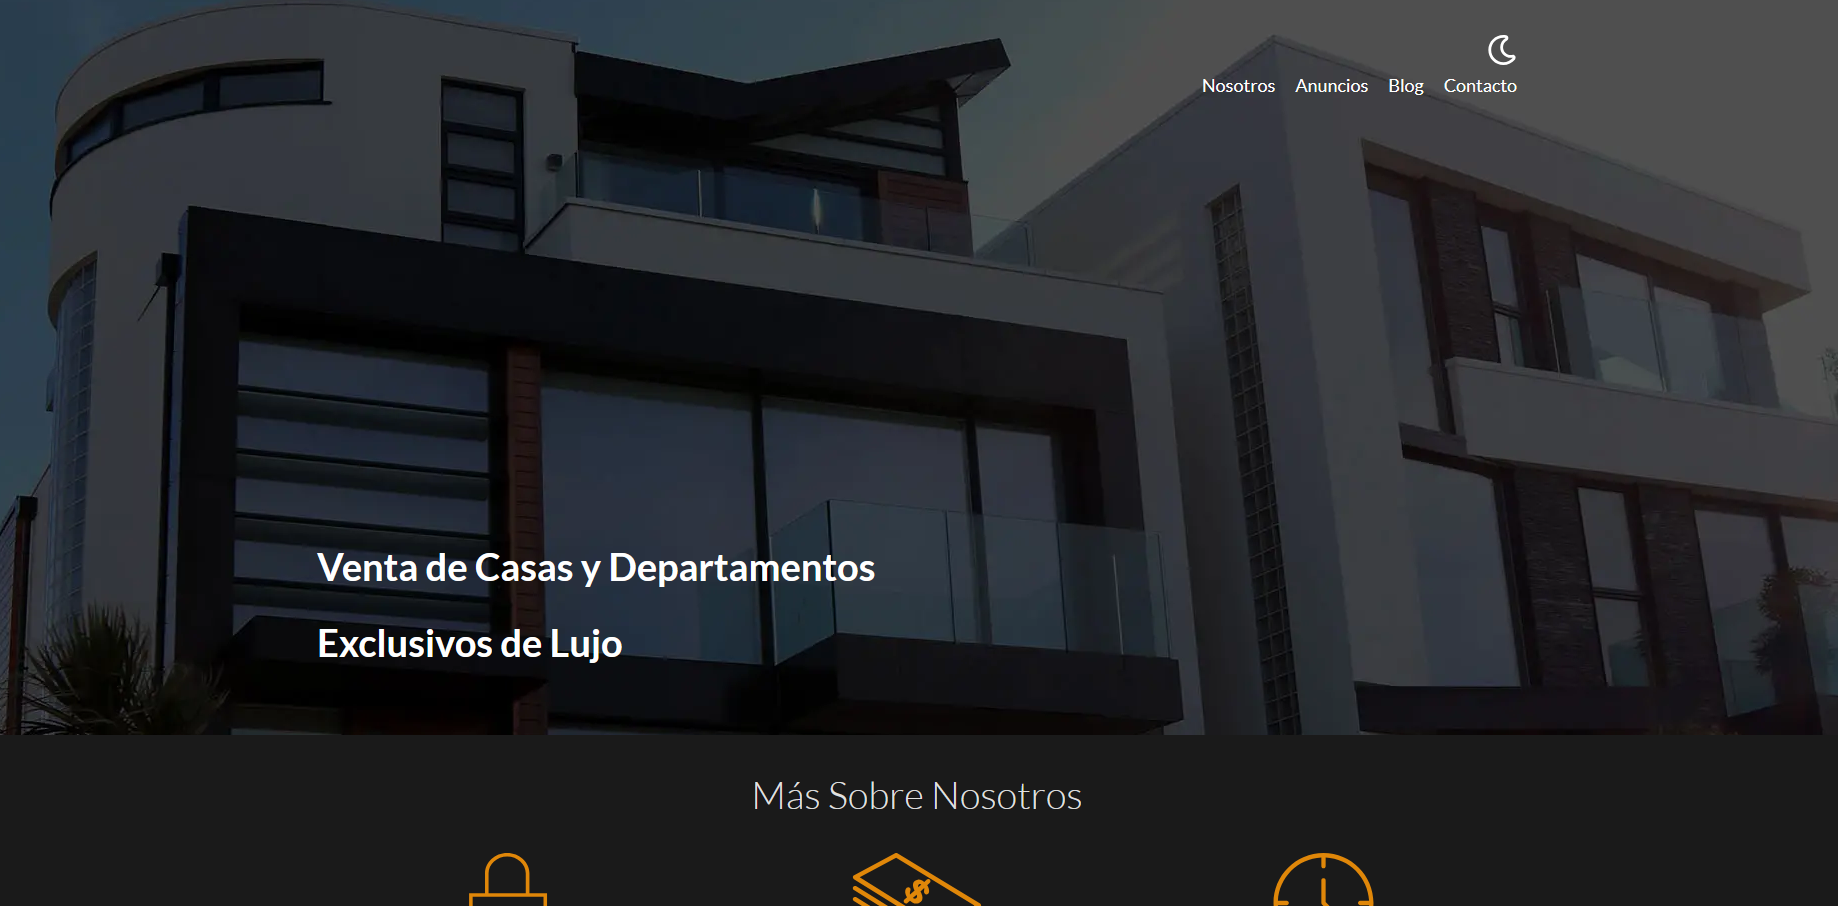 Nosotros Anuncios Blog Contacto
Venta de Casas y Departamentos
Exclusivos de Lujo
Más Sobre Nosotros
$